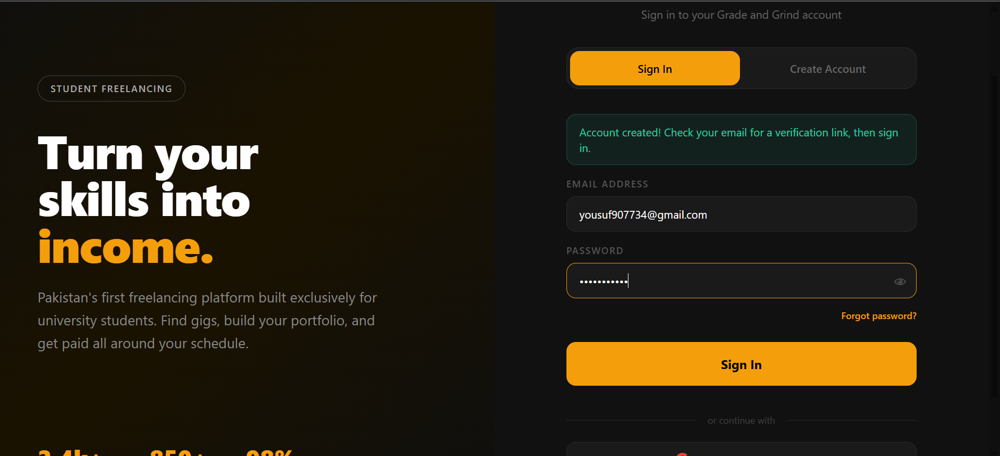 STUDENT FREELANCING
Turn your
skills into
income.
Pakistan's first freelancing platform built exclusively for
university students. Find gigs, build your portfolio, and
get paid all around your schedule.
850+
98%
Sign in to your Grade and Grind account
Sign In
Create Account
Account created! Check your email for a verification link, then sign
in.
EMAIL ADDRESS
yousuf907734@gmail.com
PASSWORD
•••••••••••
Forgot password?
Sign In
or continue with